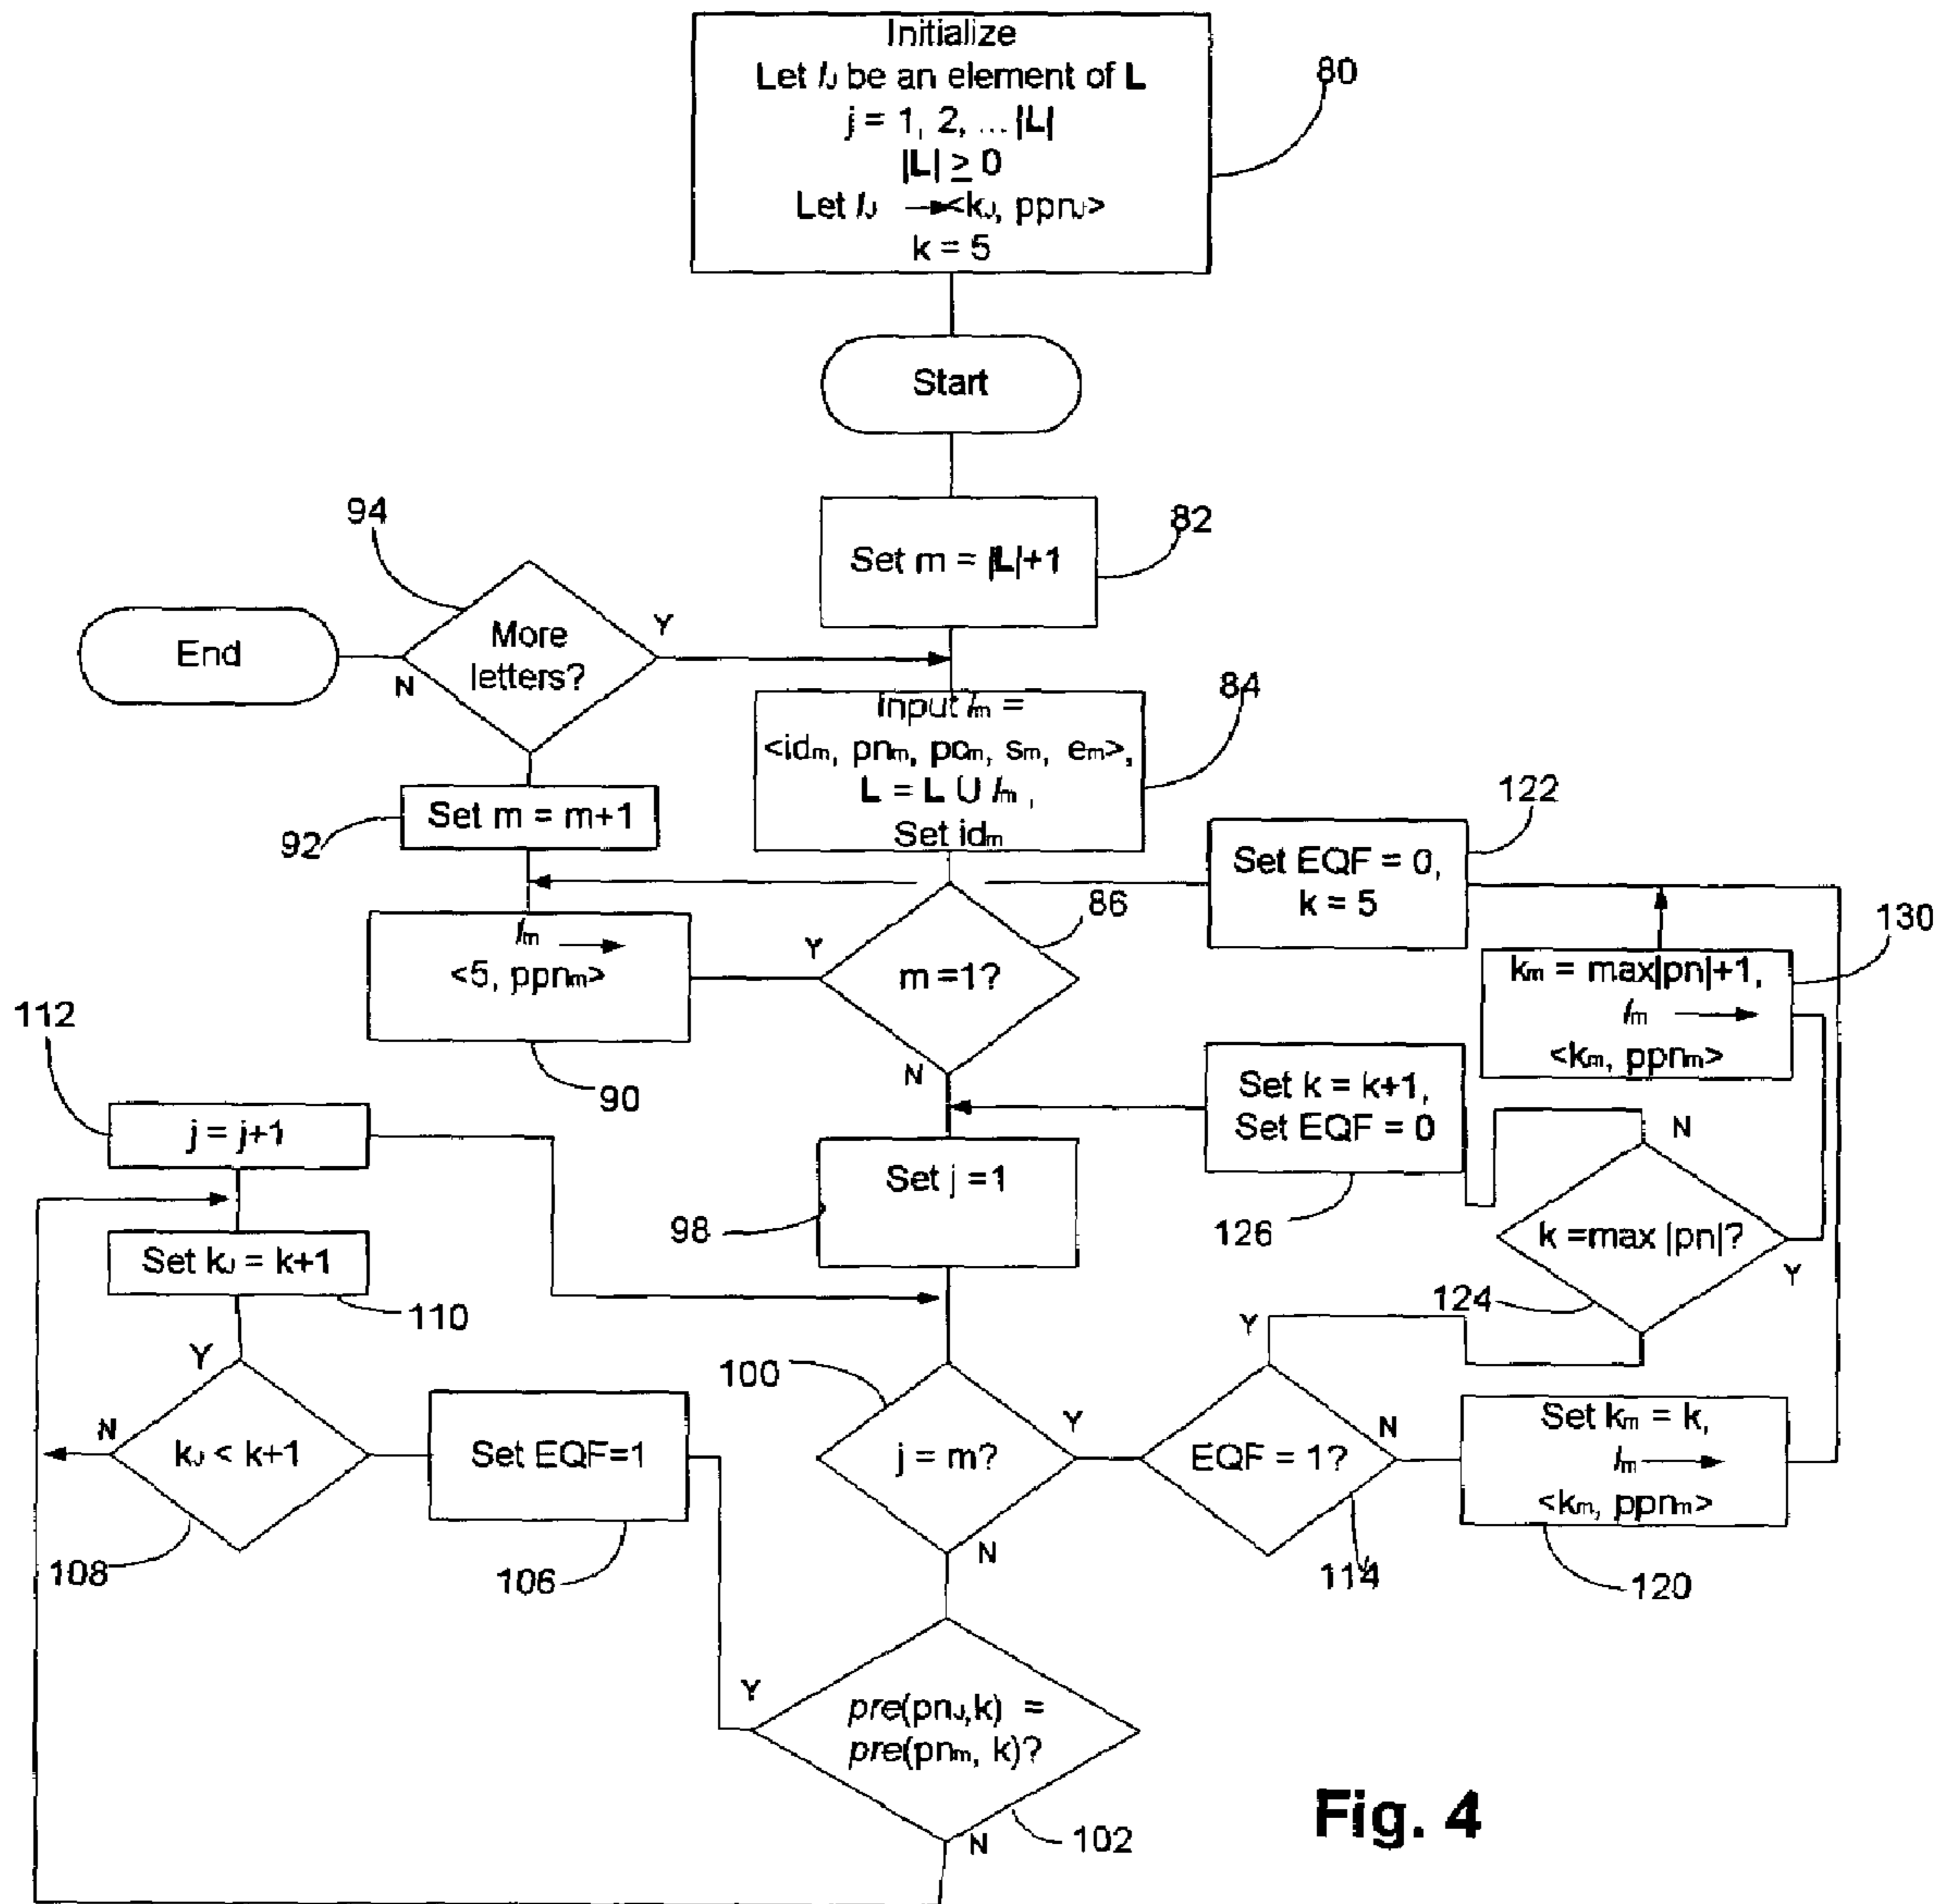 Initialize
Let lJ be an element of L
j = 1, 2, ... |L|
|L| ≥ 0
Let lJ → <kJ, ppnJ>
k = 5
80
Start
82
Set m = |L|+1
94
More
letters?
Y
N
End
84
Input lm =
<idm, pnm, pcm, sm, em>,
L = L U lm ,
Set idm
92
Set m = m+1
122
Set EQF = 0,
k = 5
86
m =1?
Y
N
lm →
<5, ppnm>
90
130
km = max|pn|+1,
lm →
<km, ppnm>
112
j = j+1
Set k = k+1,
Set EQF = 0
126
Set j =1
98
N
k =max |pn|?
Y
124
Set kJ = k+1
110
Y
kJ < k+1
N
108
Set EQF=1
106
100
j = m?
Y
N
Y
EQF = 1?
N
114
Set km = k,
lm →
<km, ppnm>
120
Y
pre(pnJ,k) =
pre(pnm, k)?
N
102
Fig. 4